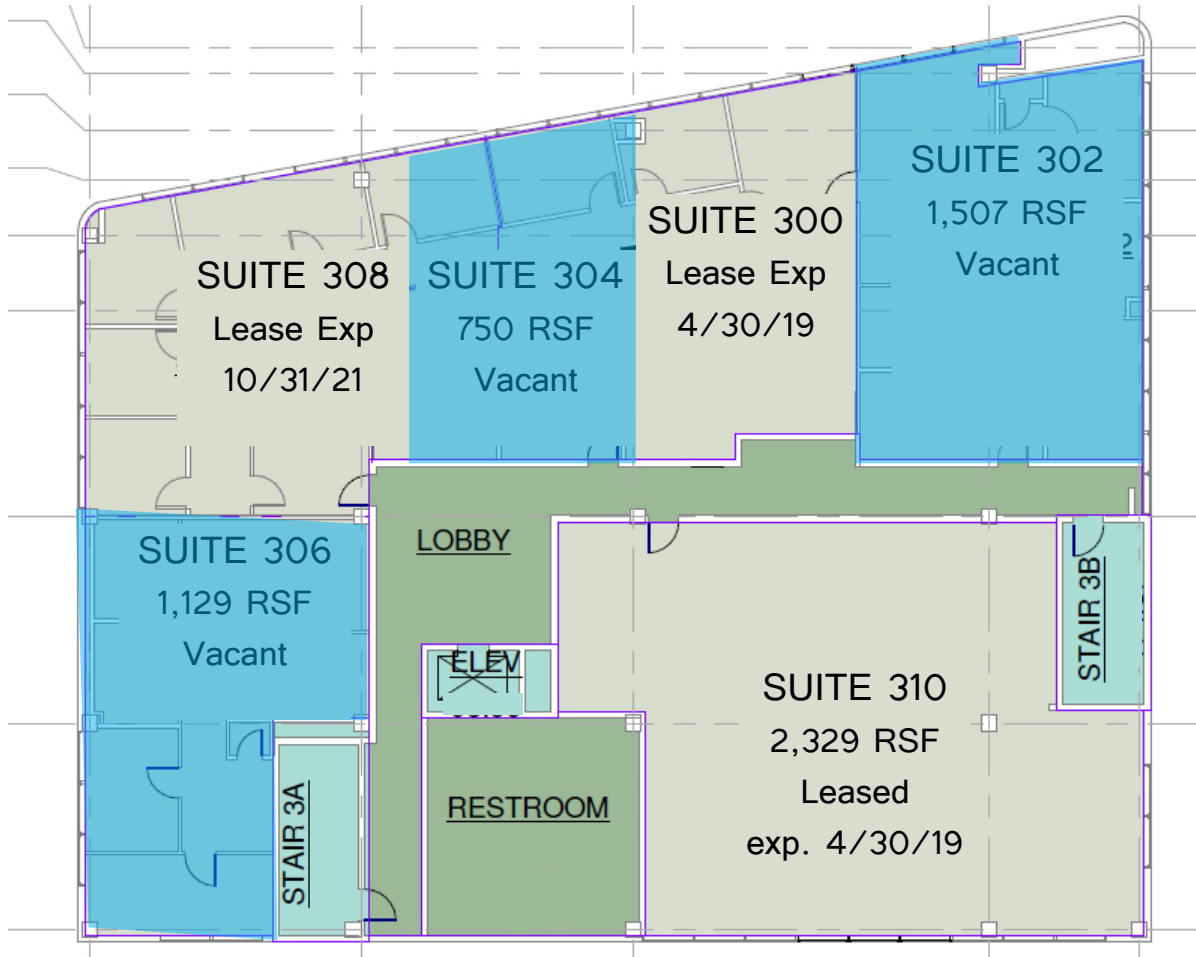 SUITE 302
1,507 RSF
Vacant
SUITE 300
Lease Exp
4/30/19
SUITE 304
750 RSF
Vacant
SUITE 308
Lease Exp
10/31/21
LOBBY
SUITE 306
1,129 RSF
Vacant
ELEV
STAIR 3B
SUITE 310
2,329 RSF
Leased
exp. 4/30/19
RESTROOM
STAIR 3A